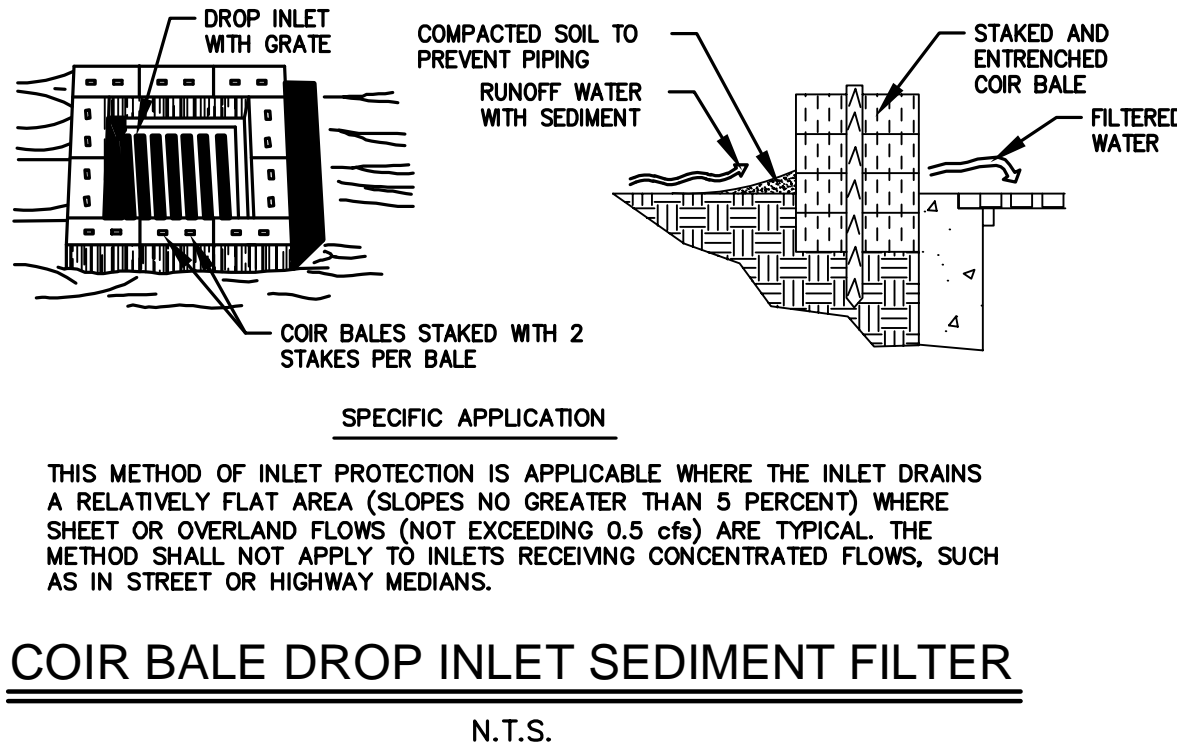 DROP INLET
WITH GRATE
COMPACTED SOIL TO
PREVENT PIPING
RUNOFF WATER
WITH SEDIMENT
STAKED AND
ENTRENCHED
COIR BALE
FILTERED
WATER
COIR BALES STAKED WITH 2
STAKES PER BALE
SPECIFIC APPLICATION
THIS METHOD OF INLET PROTECTION IS APPLICABLE WHERE THE INLET DRAINS
A RELATIVELY FLAT AREA (SLOPES NO GREATER THAN 5 PERCENT) WHERE
SHEET OR OVERLAND FLOWS (NOT EXCEEDING 0.5 cfs) ARE TYPICAL. THE
METHOD SHALL NOT APPLY TO INLETS RECEIVING CONCENTRATED FLOWS, SUCH
AS IN STREET OR HIGHWAY MEDIANS.
COIR BALE DROP INLET SEDIMENT FILTER
N.T.S.